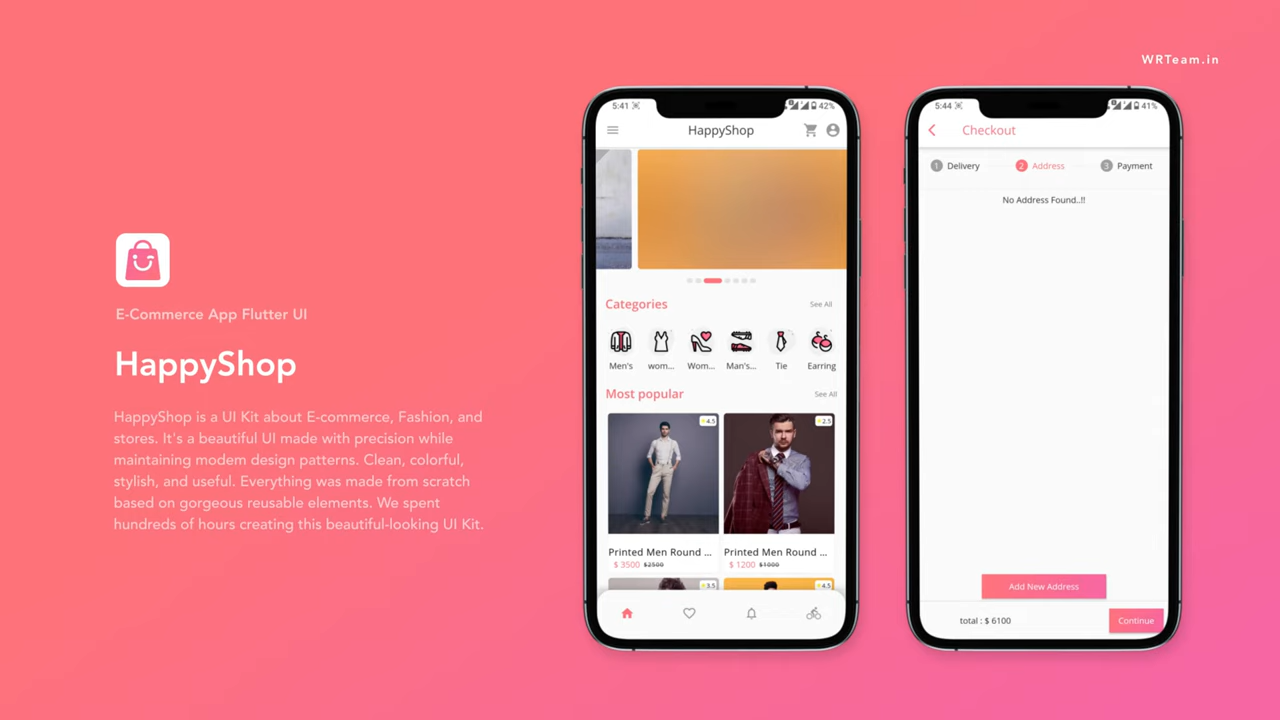 WRTeam.in
E-Commerce App Flutter UI
HappyShop
HappyShop is a UI Kit about E-commerce, Fashion, and
stores. It's a beautiful UI made with precision while
maintaining modem design patterns. Clean, colorful,
stylish, and useful. Everything was made from scratch
based on gorgeous reusable elements. We spent
hundreds of hours creating this beautiful-looking UI Kit.
5:41 42%
HappyShop
Categories See All
Men's wom... Wom... Man's... Tie Earring
Most popular See All
4.5 2.5
Printed Men Round ... Printed Men Round ...
$ 3500 $2500 $ 1200 $1000
3.5 4.5
5:44 41%
Checkout
1 Delivery 2 Address 3 Payment
No Address Found..!!
Add New Address
total : $ 6100 Continue